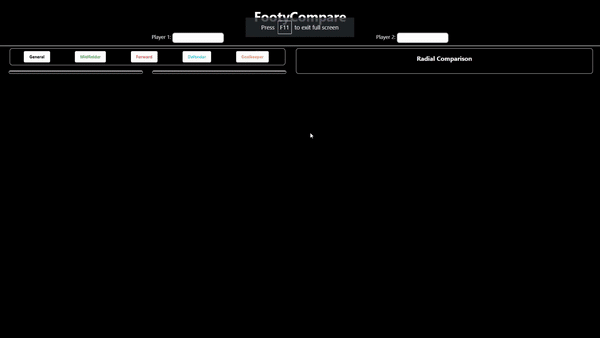 FootyCompare
Press F11 to exit full screen
Player 1:
Player 2:
General
Midfielder
Forward
Defender
Goalkeeper
Radial Comparison